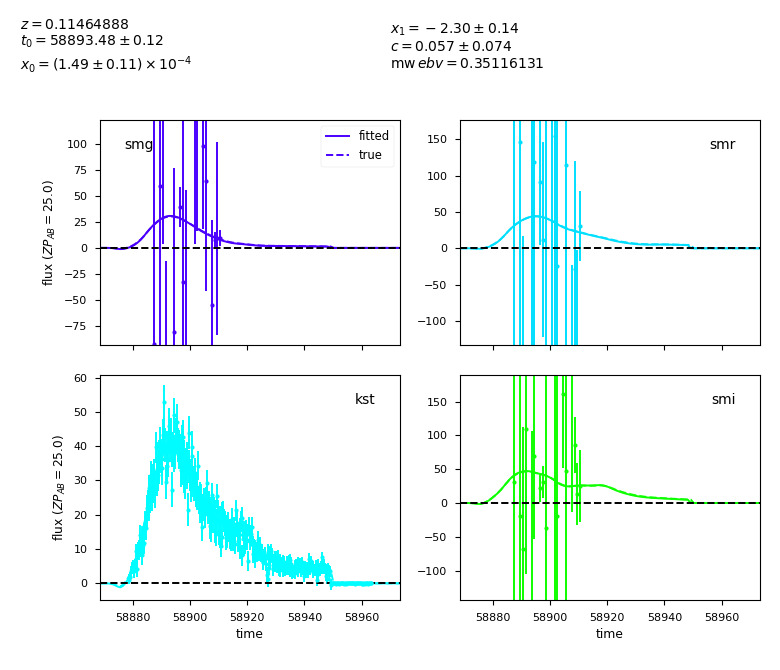 z = 0.11464888
t0 = 58893.48 ± 0.12
x0 = (1.49 ± 0.11) × 10^−4
x1 = −2.30 ± 0.14
c = 0.057 ± 0.074
mw ebv = 0.35116131
smg
fitted
true
100
75
50
25
0
−25
−50
−75
flux (ZP_AB = 25.0)
smr
150
100
50
0
−50
−100
kst
60
50
40
30
20
10
0
flux (ZP_AB = 25.0)
58880 58900 58920 58940 58960
time
smi
150
100
50
0
−50
−100
58880 58900 58920 58940 58960
time